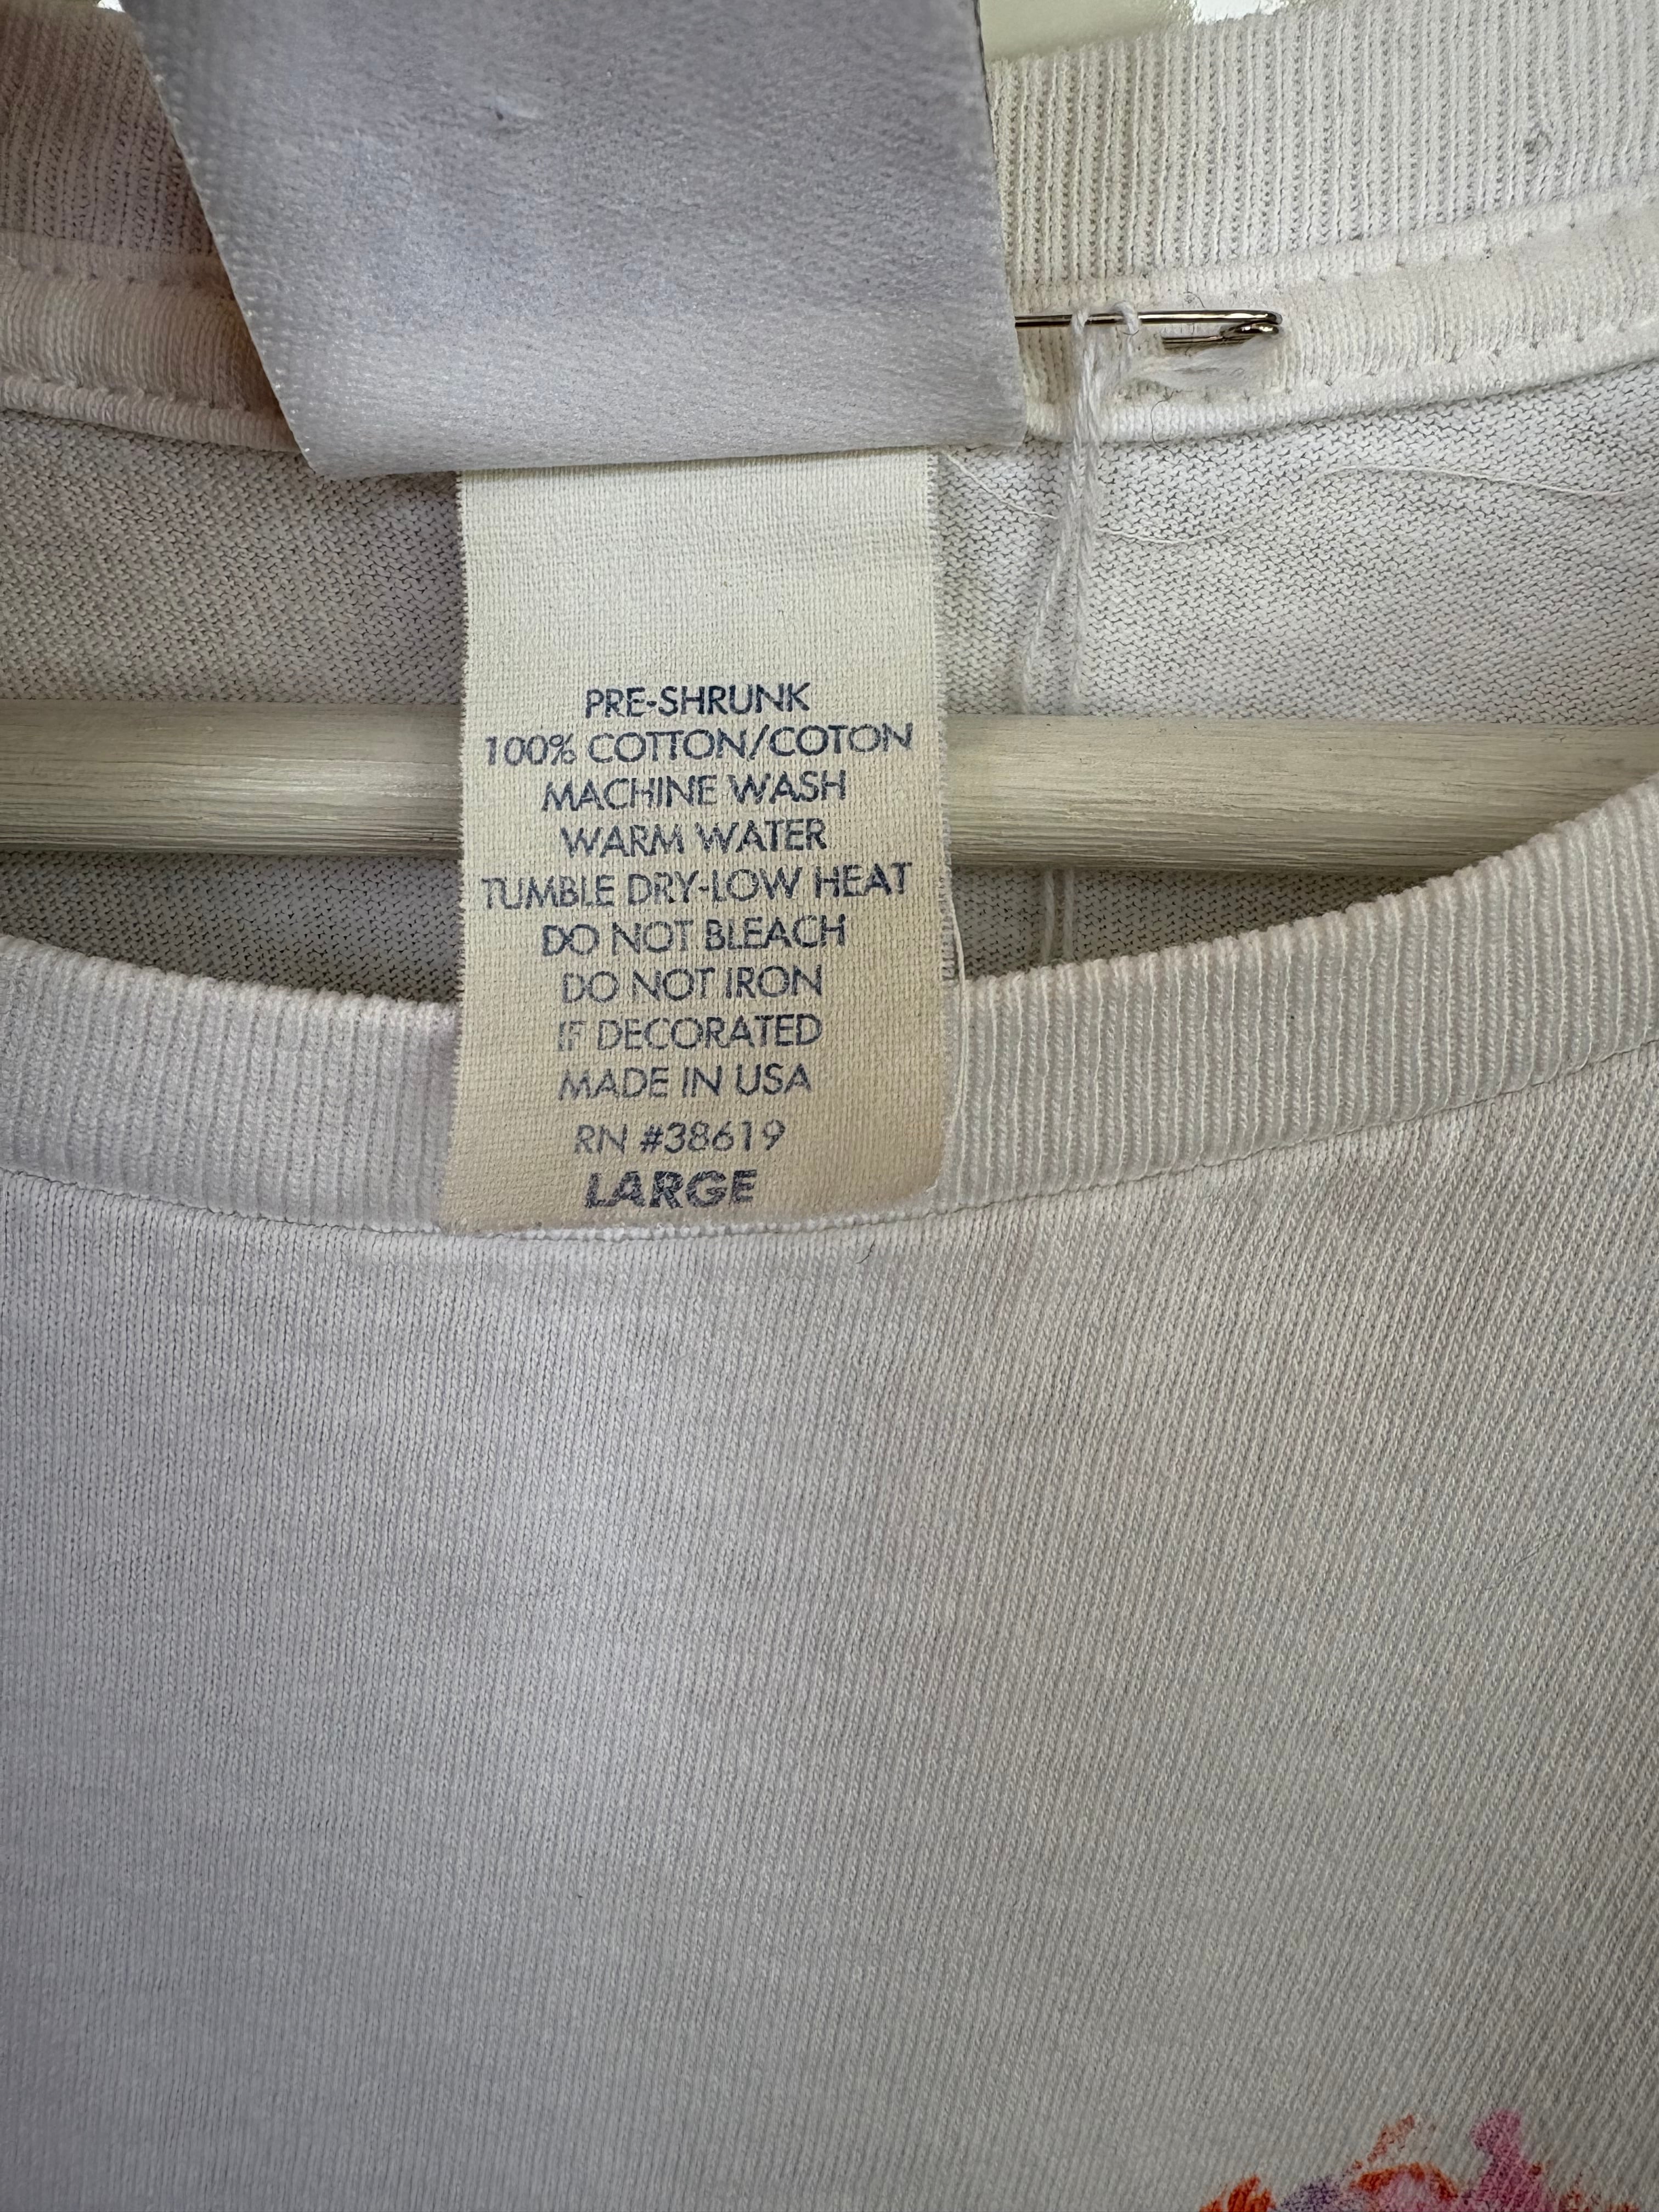 PRE-SHRUNK
100% COTTON/COTON
MACHINE WASH
WARM WATER
TUMBLE DRY-LOW HEAT
DO NOT BLEACH
DO NOT IRON
IF DECORATED
MADE IN USA
RN #38619
LARGE